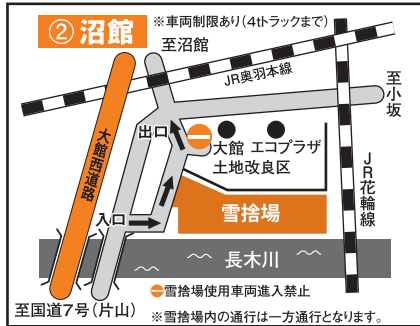 ② 沼館
※車両制限あり(4tトラックまで)
至沼館
JR奥羽本線
至小坂
大館西道路
出口
大館
土地改良区
エコプラザ
JR花輪線
入口
雪捨場
長木川
至国道7号(片山)
雪捨場使用車両進入禁止
※雪捨場内の通行は一方通行となります。